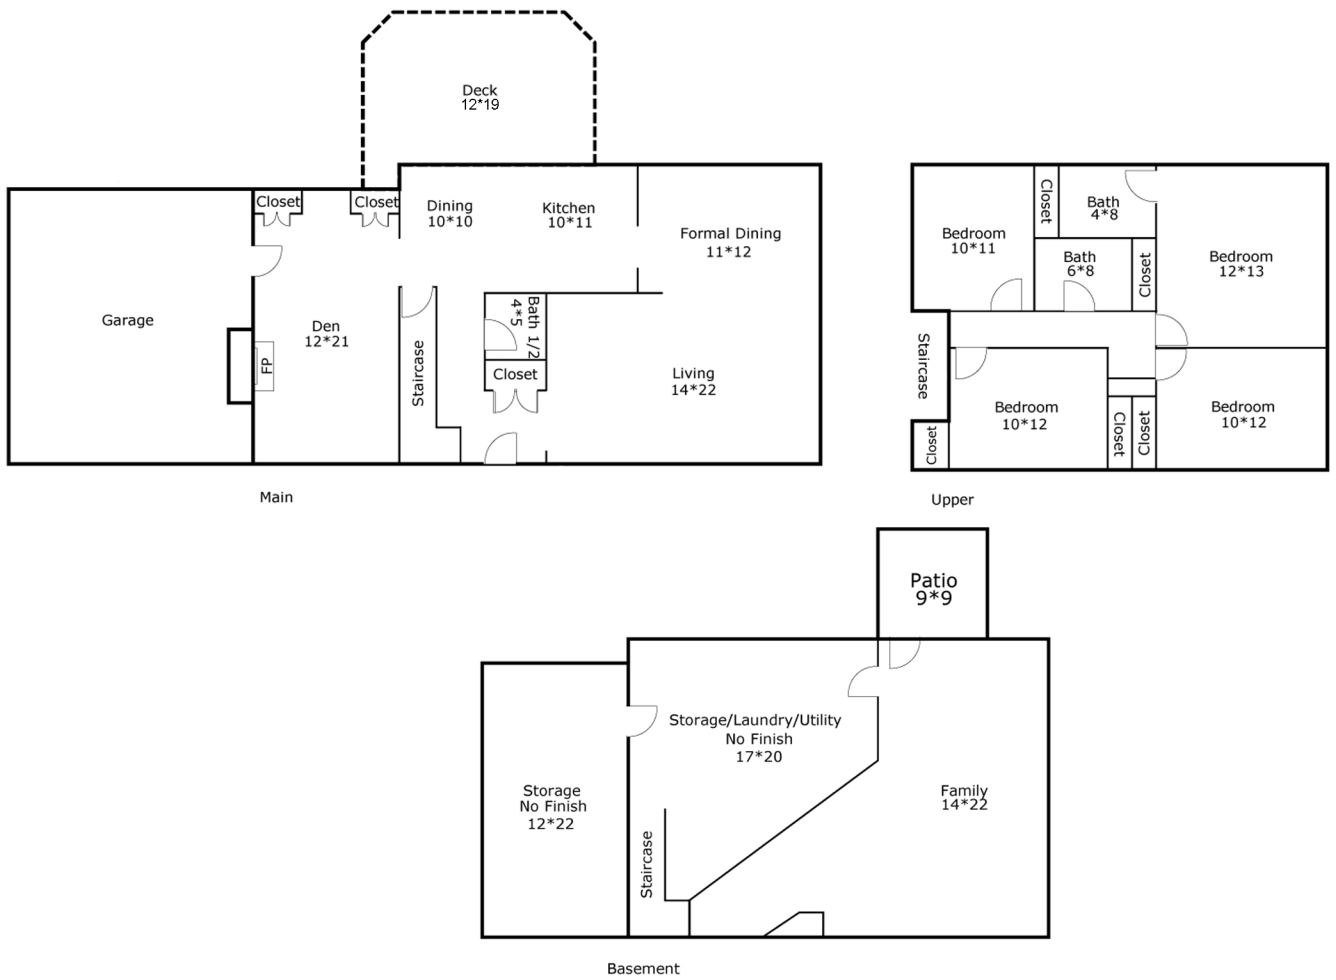 Deck
12*19
Closet
Closet
Dining
10*10
Kitchen
10*11
Formal Dining
11*12
Garage
Den
12*21
FP
Staircase
Bath 1/2
4*5
Closet
Living
14*22
Main
Closet
Bath
4*8
Bedroom
10*11
Bath
6*8
Closet
Bedroom
12*13
Staircase
Bedroom
10*12
Closet
Closet
Closet
Bedroom
10*12
Upper
Patio
9*9
Storage/Laundry/Utility
No Finish
17*20
Storage
No Finish
12*22
Family
14*22
Staircase
Basement